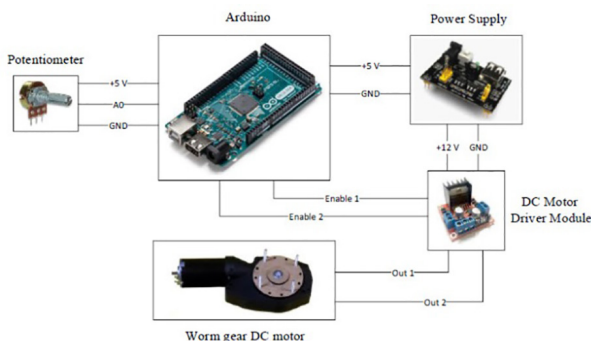 Arduino
Power Supply
Potentiometer
+5 V
A0
GND
+5 V
GND
+12 V
GND
Enable 1
Enable 2
DC Motor
Driver Module
Out 1
Out 2
Worm gear DC motor